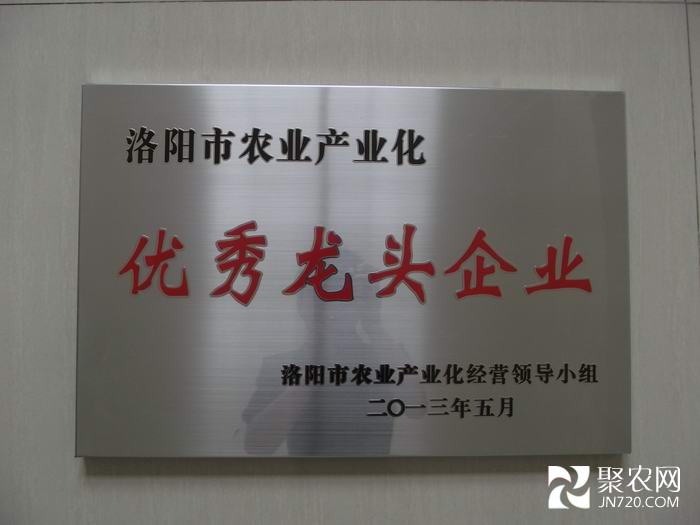 洛阳市农业产业化
优秀龙头企业
洛阳市农业产业化经营领导小组
二〇一三年五月
聚农网
JN720.COM